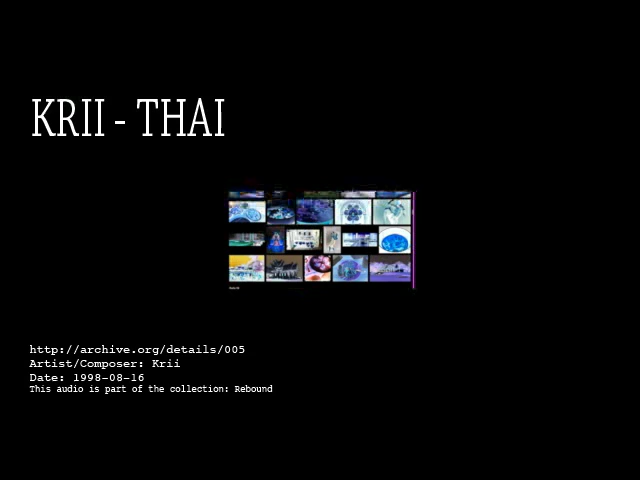 KRII - THAI
http://archive.org/details/005
Artist/Composer: Krii
Date: 1998-08-16
This audio is part of the collection: Rebound